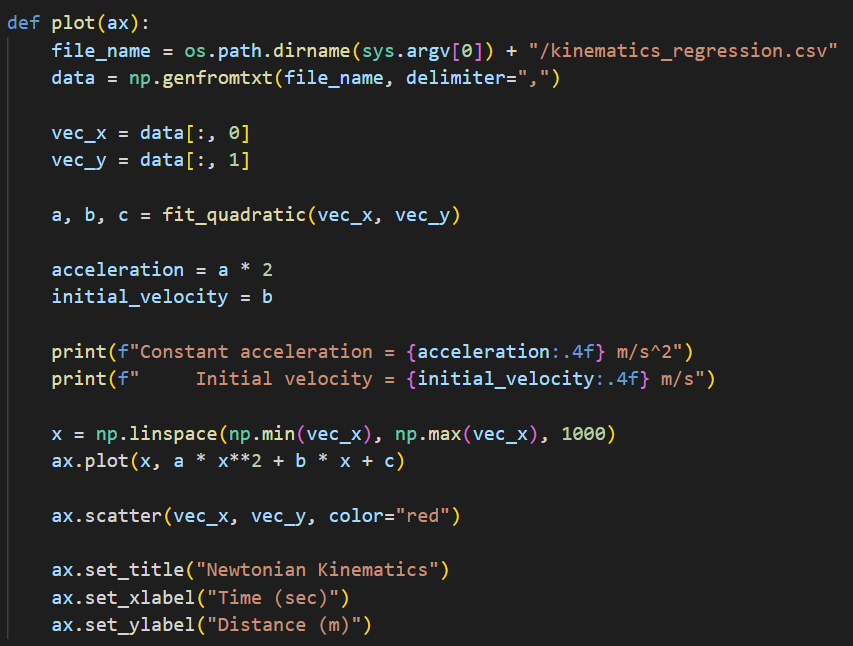 def plot(ax):
    file_name = os.path.dirname(sys.argv[0]) + "/kinematics_regression.csv"
    data = np.genfromtxt(file_name, delimiter=",")

    vec_x = data[:, 0]
    vec_y = data[:, 1]

    a, b, c = fit_quadratic(vec_x, vec_y)

    acceleration = a * 2
    initial_velocity = b

    print(f"Constant acceleration = {acceleration:.4f} m/s^2")
    print(f"     Initial velocity = {initial_velocity:.4f} m/s")

    x = np.linspace(np.min(vec_x), np.max(vec_x), 1000)
    ax.plot(x, a * x**2 + b * x + c)

    ax.scatter(vec_x, vec_y, color="red")

    ax.set_title("Newtonian Kinematics")
    ax.set_xlabel("Time (sec)")
    ax.set_ylabel("Distance (m)")